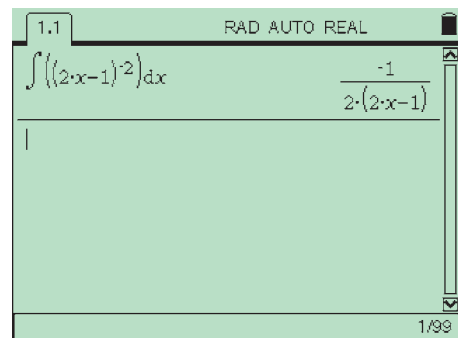 1.1 RAD AUTO REAL
∫((2·x−1)⁻²)dx
-1
2·(2·x−1)
1/99